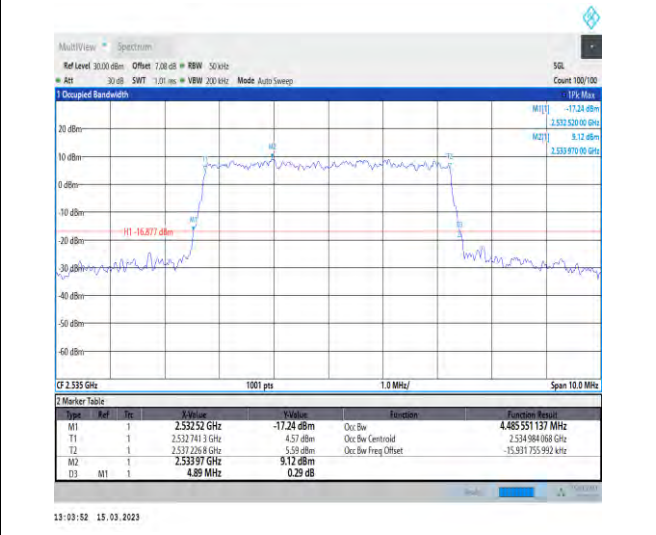 MultiView Spectrum
Ref Level 30.00 dBm Offset 7.08 dB RBW 50 kHz SGL
Att 30 dB SWT 1.01 ms VBW 200 kHz Mode Auto Sweep Count 100/100
1 Occupied Bandwidth 1Pk Max
M1[1] -17.24 dBm
2.532 520 00 GHz
M2[1] 9.12 dBm
2.533 970 00 GHz
20 dBm
M2
T1 T2
10 dBm
0 dBm
-10 dBm
M1
D3
H1 -16.877 dBm
-20 dBm
-30 dBm
-40 dBm
-50 dBm
-60 dBm
CF 2.535 GHz 1001 pts 1.0 MHz/ Span 10.0 MHz
2 Marker Table
Type Ref Trc X-Value Y-Value Function Function Result
M1 1 2.532 52 GHz -17.24 dBm Occ Bw 4.485 551 137 MHz
T1 1 2.532 741 3 GHz 4.57 dBm Occ Bw Centroid 2.534 984 068 GHz
T2 1 2.537 226 8 GHz 5.59 dBm Occ Bw Freq Offset -15.931 755 992 kHz
M2 1 2.533 97 GHz 9.12 dBm
D3 M1 1 4.89 MHz 0.29 dB
13:03:52 15.03.2023